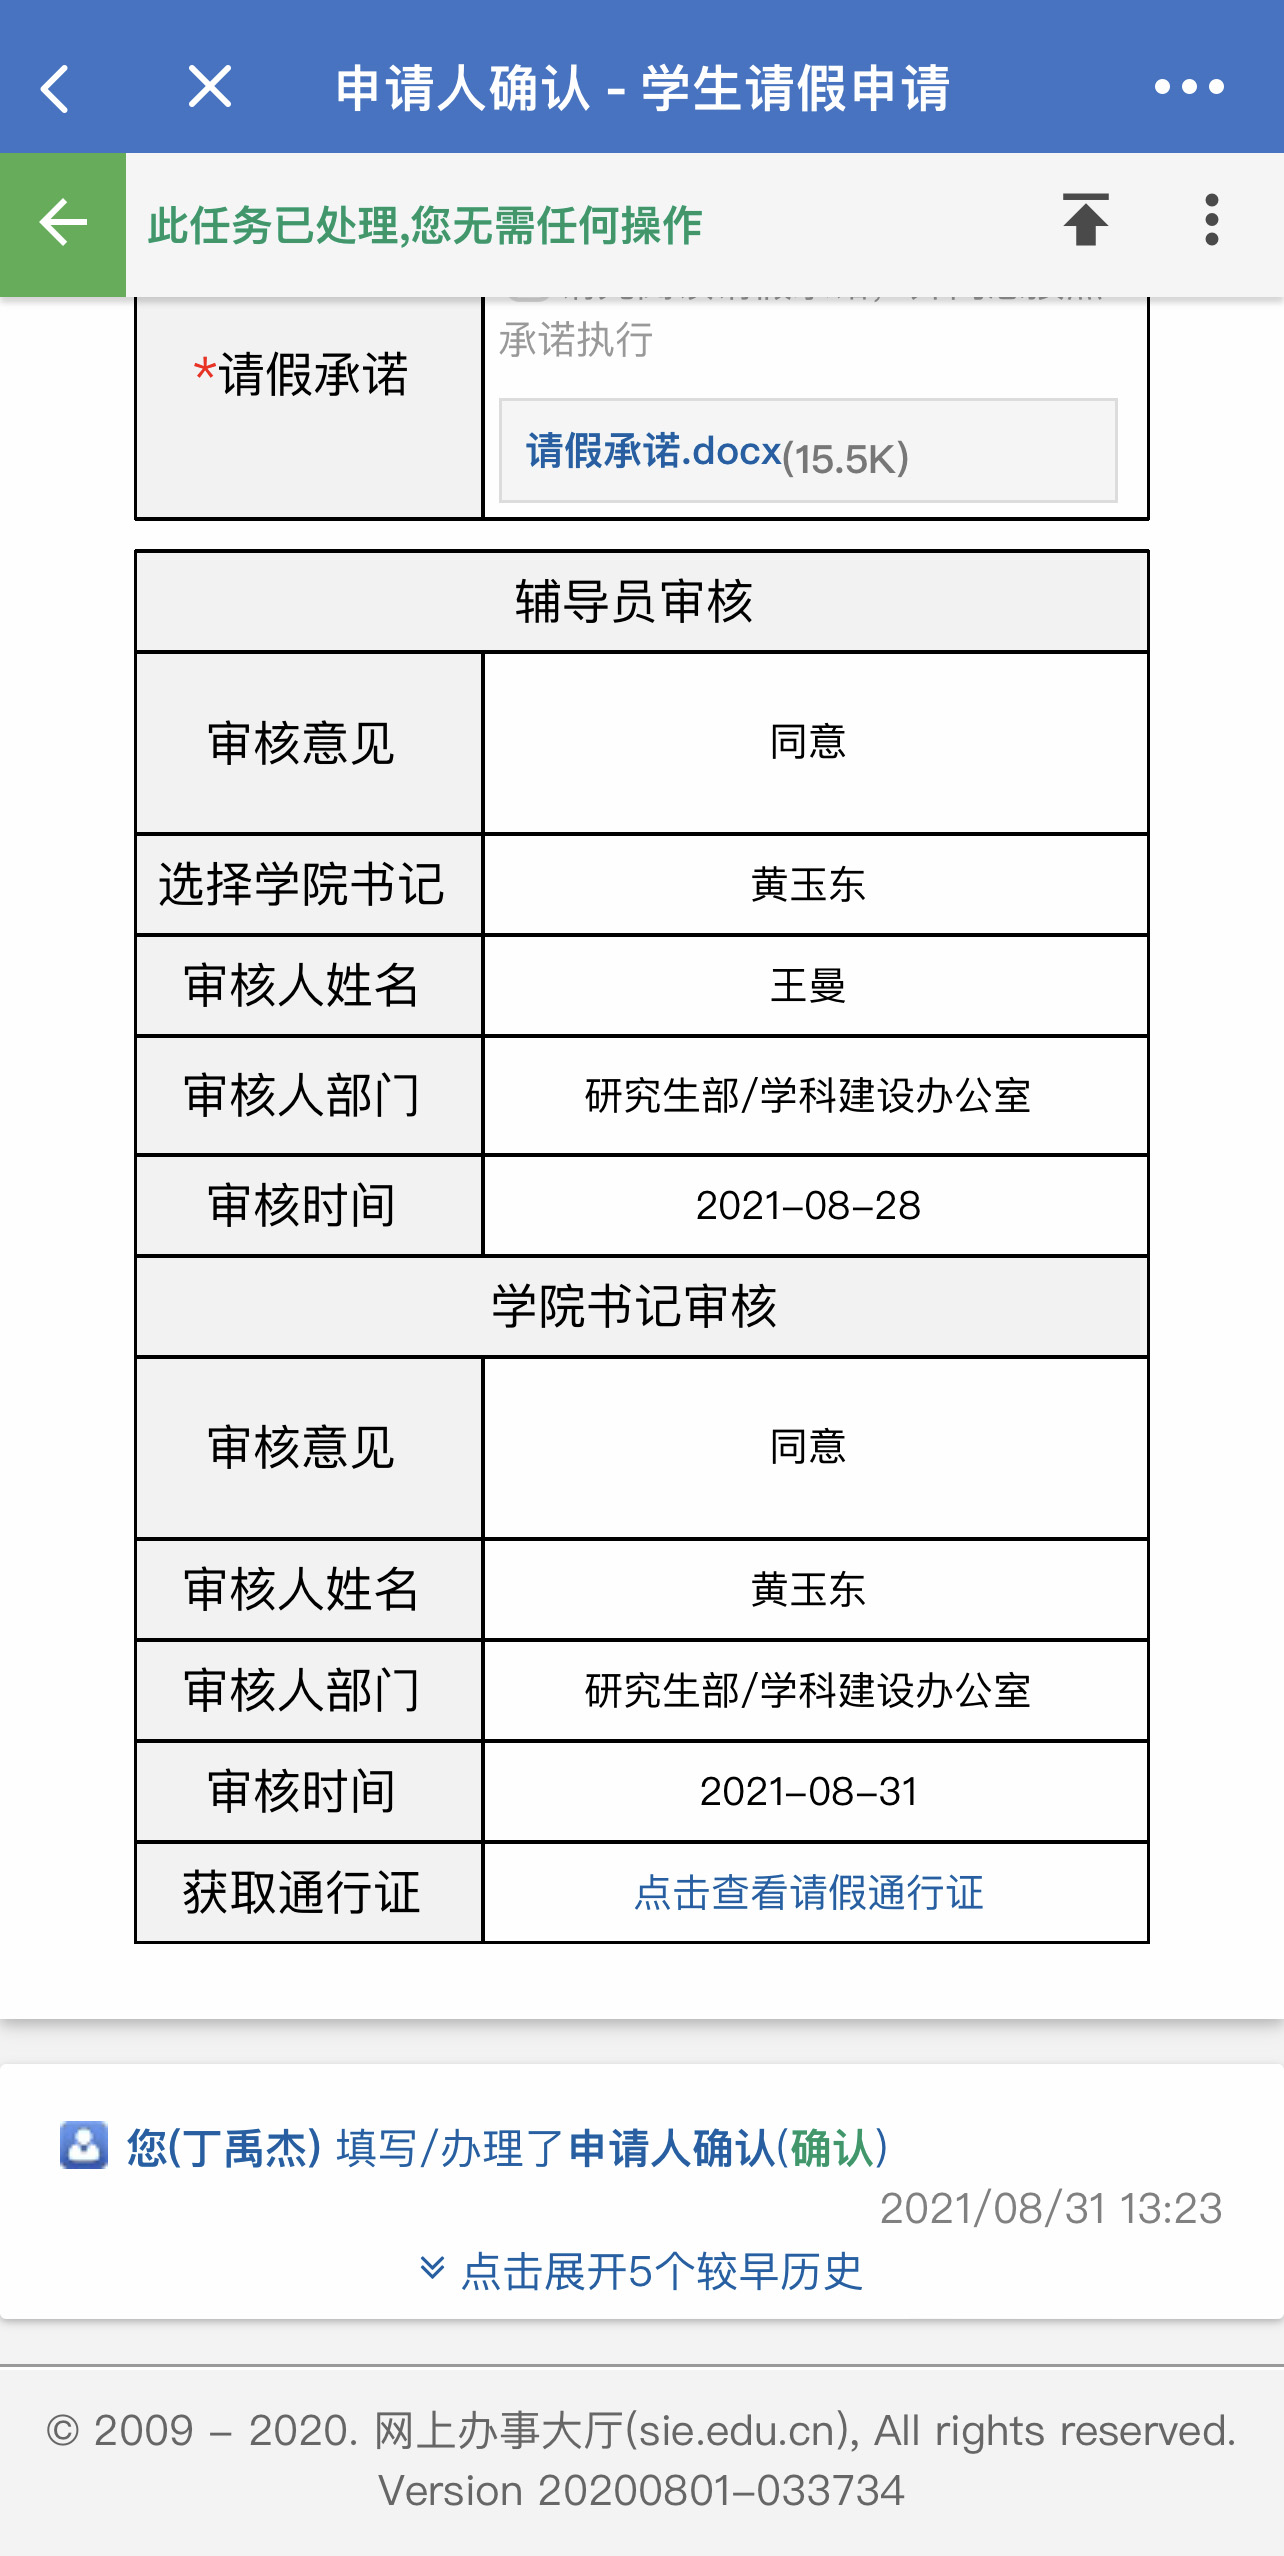 申请人确认 - 学生请假申请
此任务已处理,您无需任何操作
承诺执行
*请假承诺
请假承诺.docx(15.5K)
辅导员审核
审核意见 同意
选择学院书记 黄玉东
审核人姓名 王曼
审核人部门 研究生部/学科建设办公室
审核时间 2021-08-28
学院书记审核
审核意见 同意
审核人姓名 黄玉东
审核人部门 研究生部/学科建设办公室
审核时间 2021-08-31
获取通行证 点击查看请假通行证
您(丁禹杰) 填写/办理了申请人确认(确认)
2021/08/31 13:23
点击展开5个较早历史
© 2009 - 2020. 网上办事大厅(sie.edu.cn), All rights reserved.
Version 20200801-033734